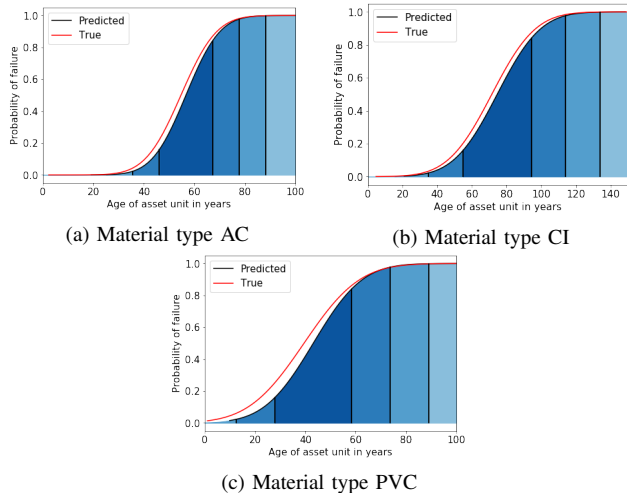 Predicted
True
Probability of failure
1.0
0.8
0.6
0.4
0.2
0.0
0 20 40 60 80 100
Age of asset unit in years
(a) Material type AC
Predicted
True
Probability of failure
1.0
0.8
0.6
0.4
0.2
0.0
0 20 40 60 80 100 120 140
Age of asset unit in years
(b) Material type CI
Predicted
True
Probability of failure
1.0
0.8
0.6
0.4
0.2
0.0
0 20 40 60 80 100
Age of asset unit in years
(c) Material type PVC